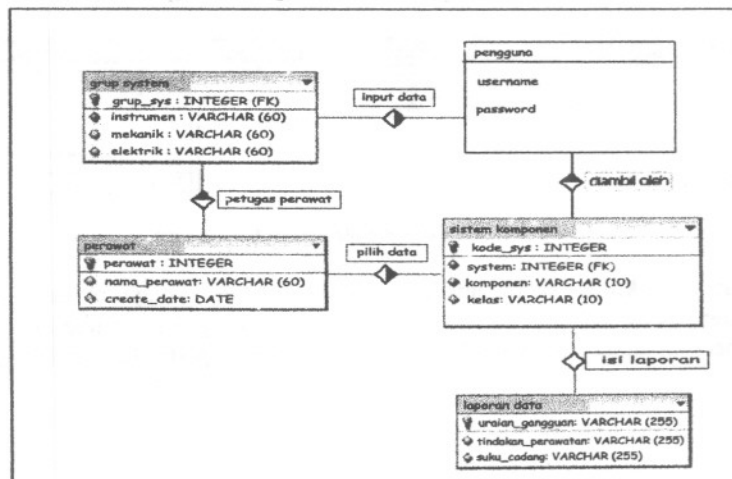 grup system
grup_sys : INTEGER (FK)
instrumen : VARCHAR (60)
mekanik : VARCHAR (60)
elektrik : VARCHAR (60)
input data
pengguna
username
password
petugas perawat
diambil oleh
perawat
perawat : INTEGER
nama_perawat: VARCHAR (60)
create_date: DATE
pilih data
sistem komponen
kode_sys : INTEGER
system: INTEGER (FK)
komponen: VARCHAR (10)
kelas: VARCHAR (10)
isi laporan
laporan data
uraian_gangguan: VARCHAR (255)
tindakan_perawatan: VARCHAR (255)
suku_cadang: VARCHAR (255)